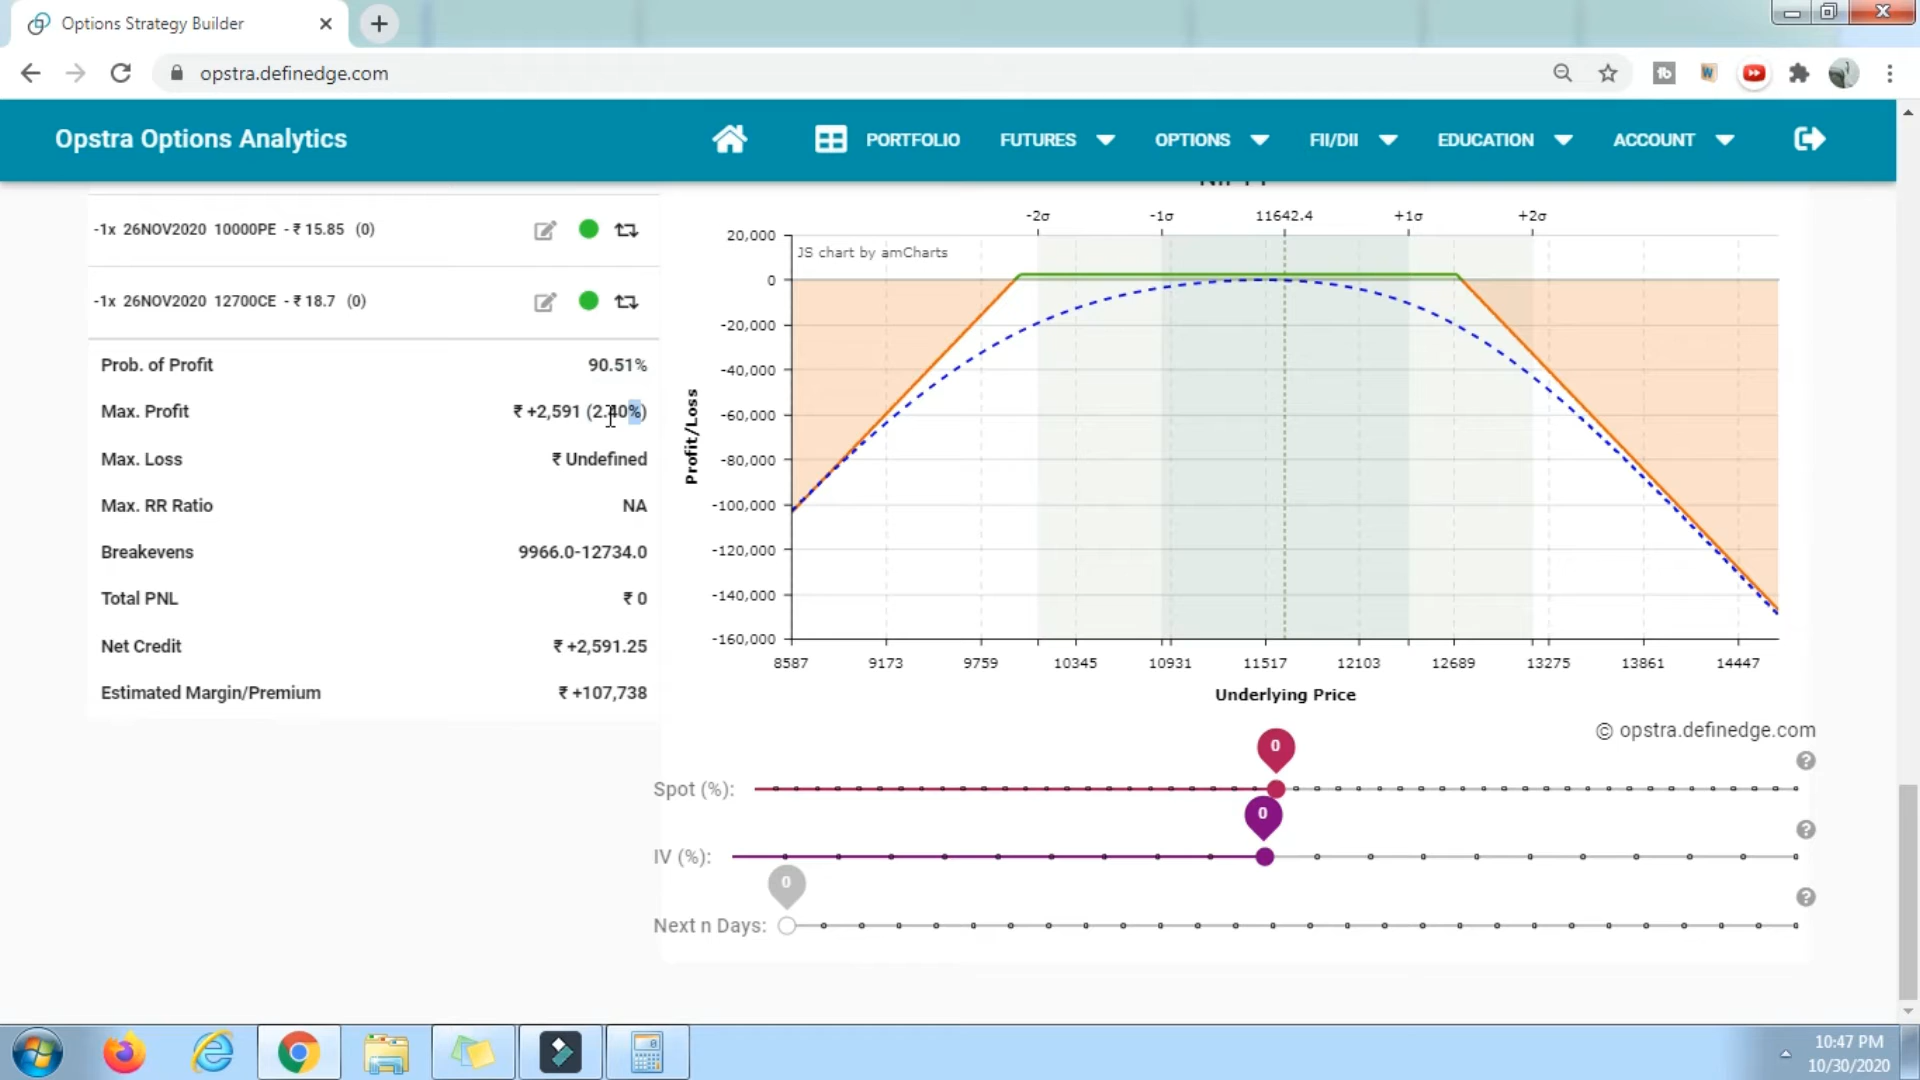 Options Strategy Builder
opstra.definedge.com
Opstra Options Analytics
PORTFOLIO
FUTURES
OPTIONS
FII/DII
EDUCATION
ACCOUNT
-1x 26NOV2020 10000PE - ₹ 15.85 (0)
-1x 26NOV2020 12700CE - ₹ 18.7 (0)
Prob. of Profit 90.51%
Max. Profit ₹ +2,591 (2.40%)
Max. Loss ₹ Undefined
Max. RR Ratio NA
Breakevens 9966.0-12734.0
Total PNL ₹ 0
Net Credit ₹ +2,591.25
Estimated Margin/Premium ₹ +107,738
-2σ -1σ 11642.4 +1σ +2σ
JS chart by amCharts
20,000
0
-20,000
-40,000
-60,000
-80,000
-100,000
-120,000
-140,000
-160,000
Profit/Loss
8587 9173 9759 10345 10931 11517 12103 12689 13275 13861 14447
Underlying Price
© opstra.definedge.com
0
Spot (%):
0
IV (%):
0
Next n Days:
10:47 PM
10/30/2020